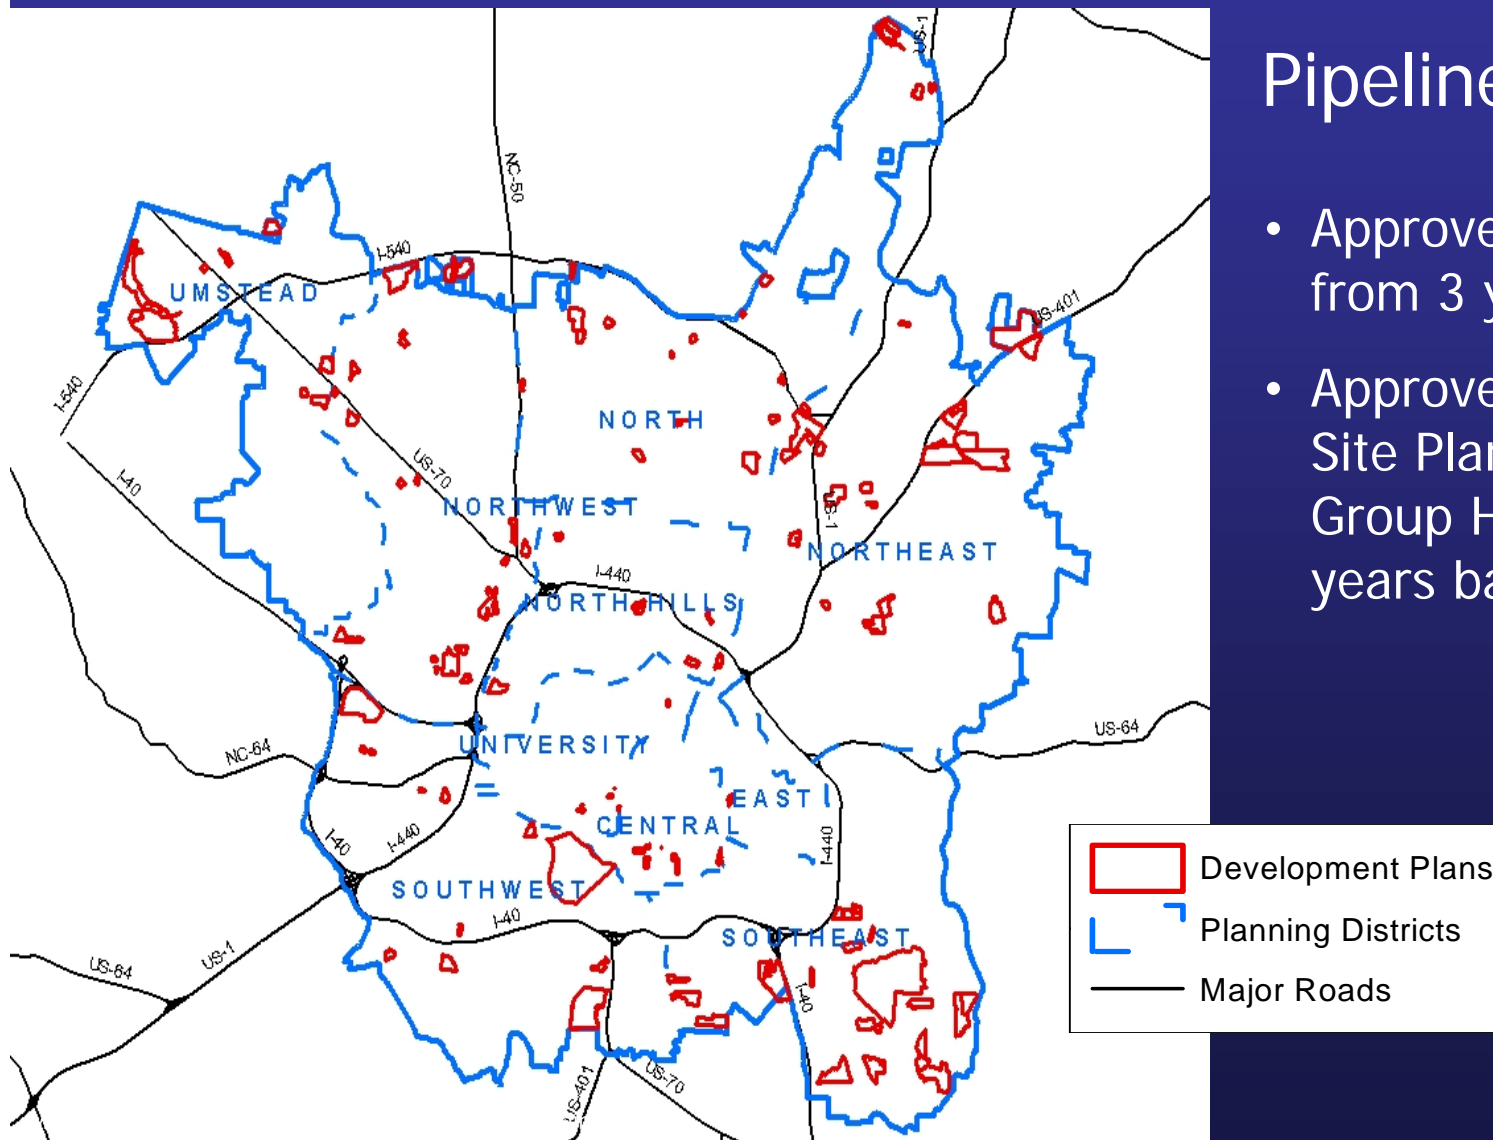 US-1
Pipeline
NC-50
• Approve
from 3 y
I-540
UMSTEAD
US-401
• Approve
Site Plan
Group H
years ba
I-540
NORTH
US-70
I-40
NORTHWEST
US-1
NORTHEAST
I-440
NORTH HILLS
US-64
NC-64
UNIVERSITY
EAST
CENTRAL
I-40
I-440
I-440
SOUTHWEST
I-40
SOUTHEAST
US-64
US-1
I-40
US-401
US-70
Development Plans
Planning Districts
Major Roads